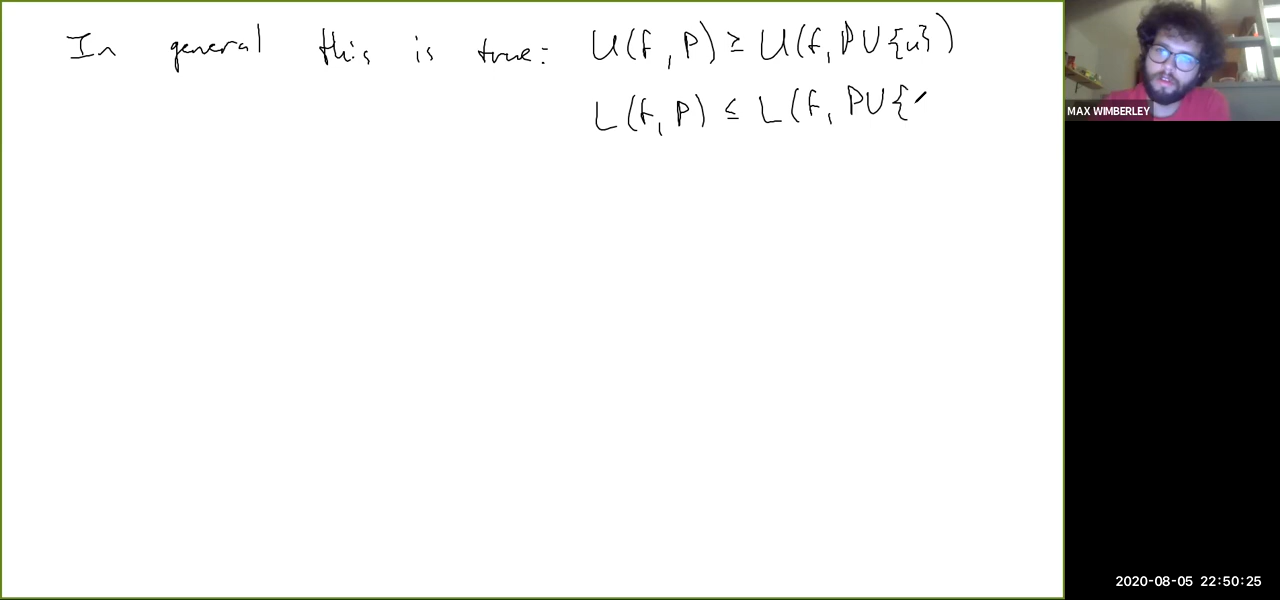 In general this is true: U(f, P) ≥ U(f, P∪{u})
L(f, P) ≤ L(f, P∪{
MAX WIMBERLEY
2020-08-05 22:50:25